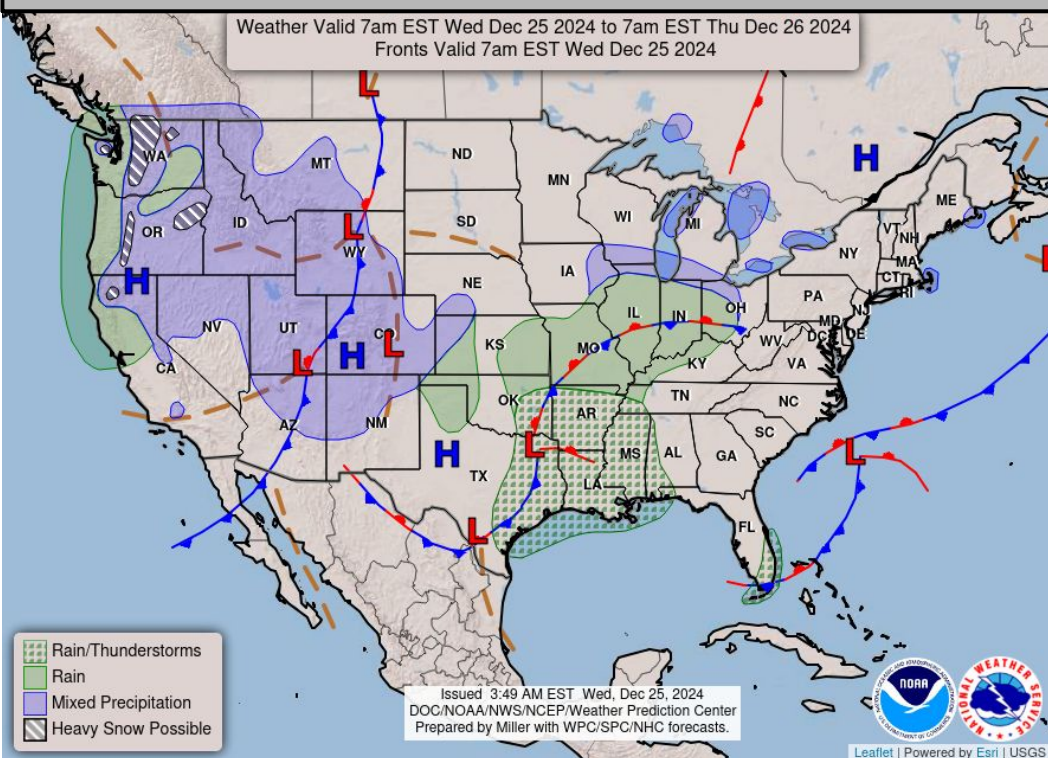 Weather Valid 7am EST Wed Dec 25 2024 to 7am EST Thu Dec 26 2024
Fronts Valid 7am EST Wed Dec 25 2024
L
H
WA
MT
ND
MN
ME
OR
ID
SD
WI
MI
VT
NH
L
WY
NY
MA
L
H
IA
CT
RI
NE
PA
NV
UT
CO
L
H
IL
IN
OH
NJ
MD
DE
DC
L
KS
MO
WV
VA
CA
KY
TN
NC
AZ
NM
OK
AR
SC
H
L
TX
MS
AL
GA
L
LA
L
FL
Rain/Thunderstorms
Rain
Mixed Precipitation
Heavy Snow Possible
Issued 3:49 AM EST Wed, Dec 25, 2024
DOC/NOAA/NWS/NCEP/Weather Prediction Center
Prepared by Miller with WPC/SPC/NHC forecasts.
NOAA
NATIONAL WEATHER SERVICE
Leaflet | Powered by Esri | USGS